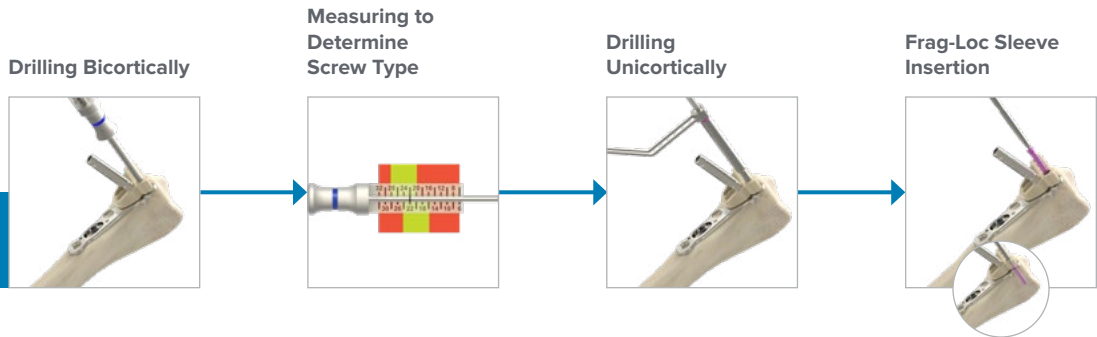 Drilling Bicortically
Measuring to
Determine
Screw Type
Drilling
Unicortically
Frag-Loc Sleeve
Insertion